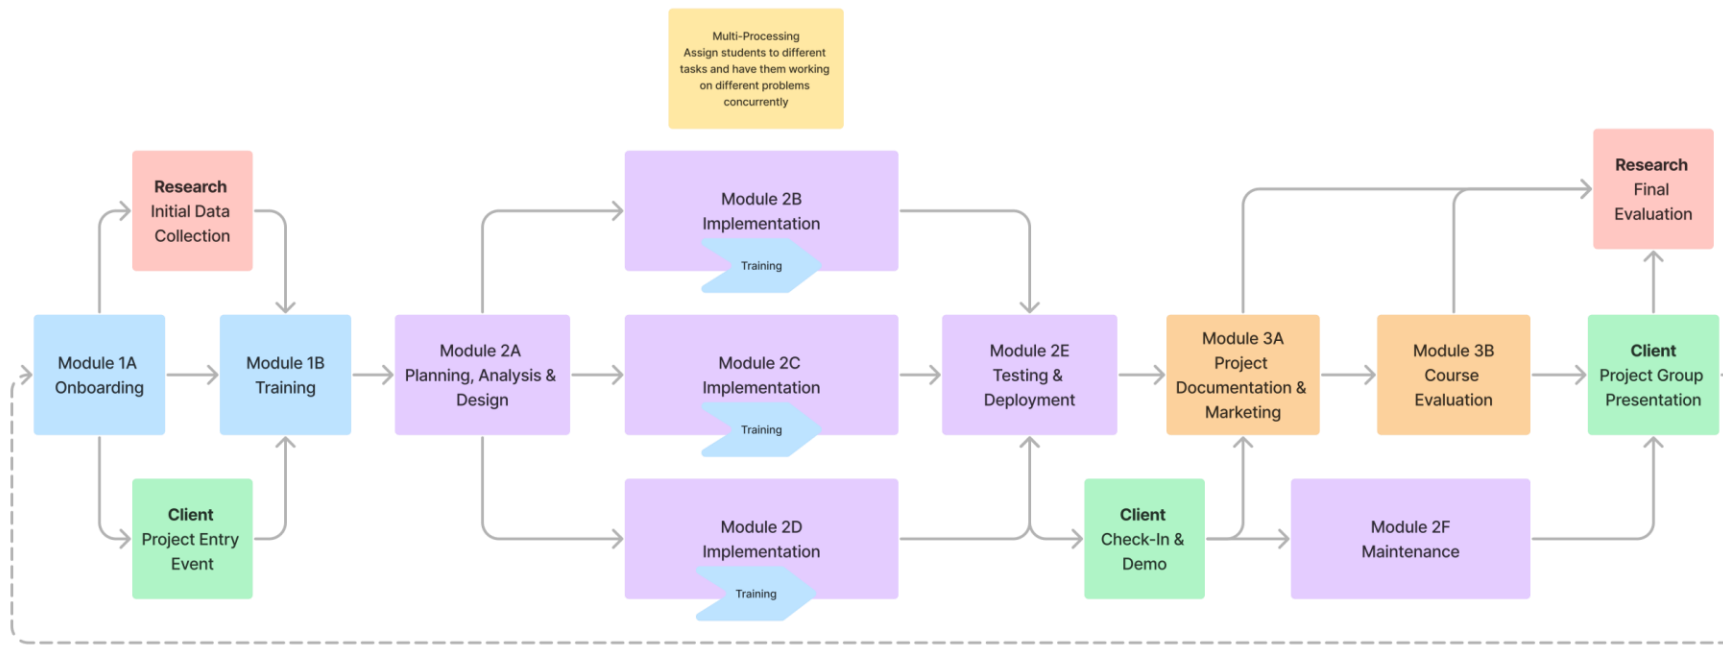 Multi-Processing
Assign students to different
tasks and have them working
on different problems
concurrently
Research
Initial Data
Collection
Module 1A
Onboarding
Module 1B
Training
Client
Project Entry
Event
Module 2A
Planning, Analysis &
Design
Module 2B
Implementation
Training
Module 2C
Implementation
Training
Module 2D
Implementation
Training
Module 2E
Testing &
Deployment
Client
Check-In &
Demo
Module 3A
Project
Documentation &
Marketing
Module 3B
Course
Evaluation
Module 2F
Maintenance
Research
Final
Evaluation
Client
Project Group
Presentation